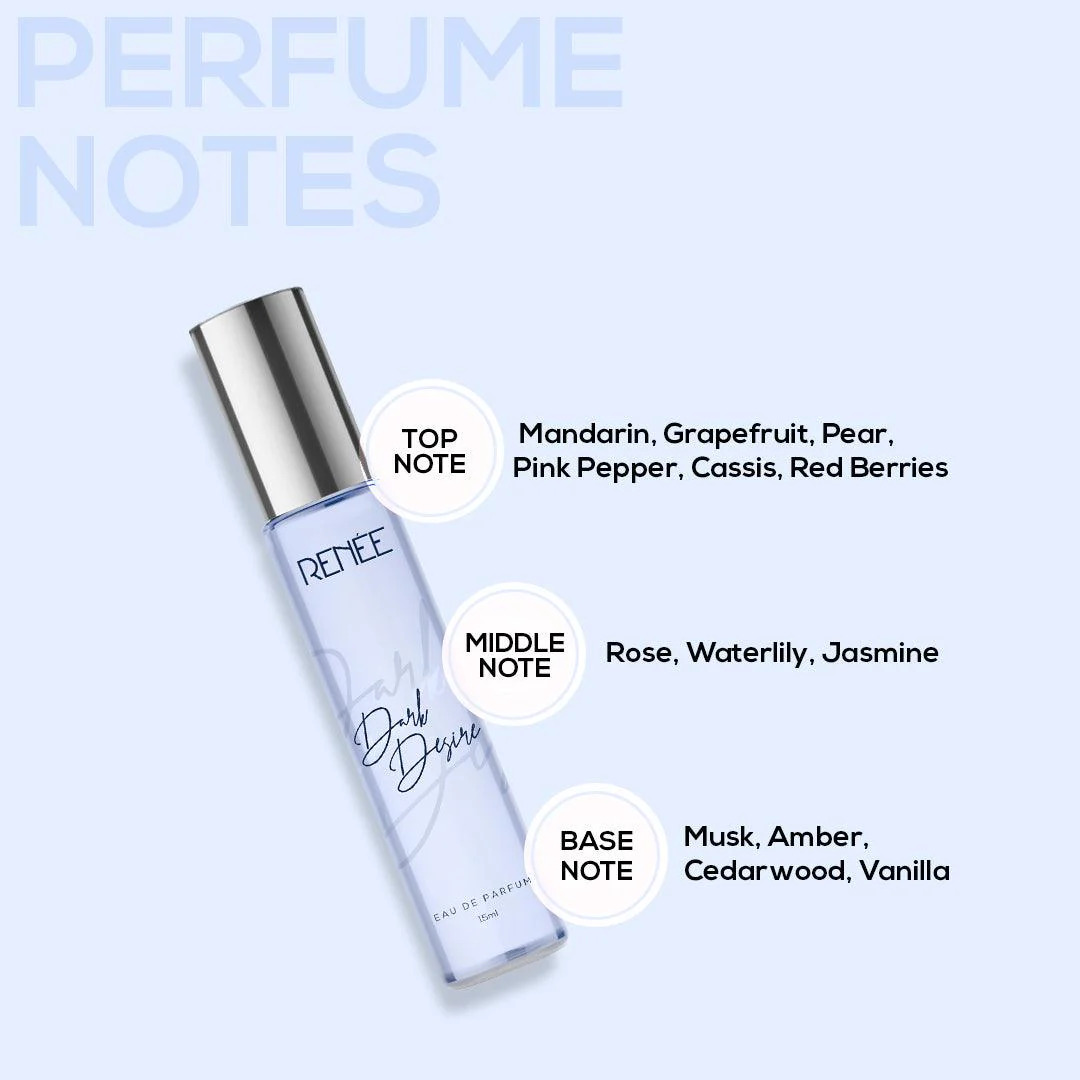 PERFUME
NOTES
TOP
NOTE
Mandarin, Grapefruit, Pear,
Pink Pepper, Cassis, Red Berries
RENÉE
MIDDLE
NOTE
Rose, Waterlily, Jasmine
Dark
Desire
BASE
NOTE
Musk, Amber,
Cedarwood, Vanilla
EAU DE PARFUM
15ml